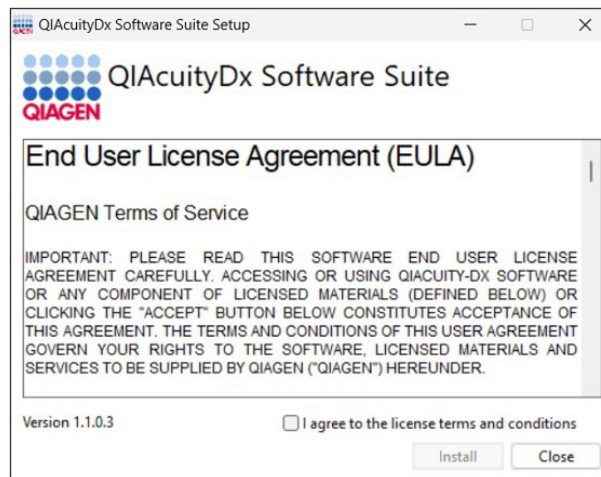 QIAcuityDx Software Suite Setup
QIAcuityDx Software Suite
QIAGEN
End User License Agreement (EULA)
QIAGEN Terms of Service
IMPORTANT: PLEASE READ THIS SOFTWARE END USER LICENSE
AGREEMENT CAREFULLY. ACCESSING OR USING QIACUITY-DX SOFTWARE
OR ANY COMPONENT OF LICENSED MATERIALS (DEFINED BELOW) OR
CLICKING THE "ACCEPT" BUTTON BELOW CONSTITUTES ACCEPTANCE OF
THIS AGREEMENT. THE TERMS AND CONDITIONS OF THIS USER AGREEMENT
GOVERN YOUR RIGHTS TO THE SOFTWARE, LICENSED MATERIALS AND
SERVICES TO BE SUPPLIED BY QIAGEN ("QIAGEN") HEREUNDER.
Version 1.1.0.3
I agree to the license terms and conditions
Install
Close